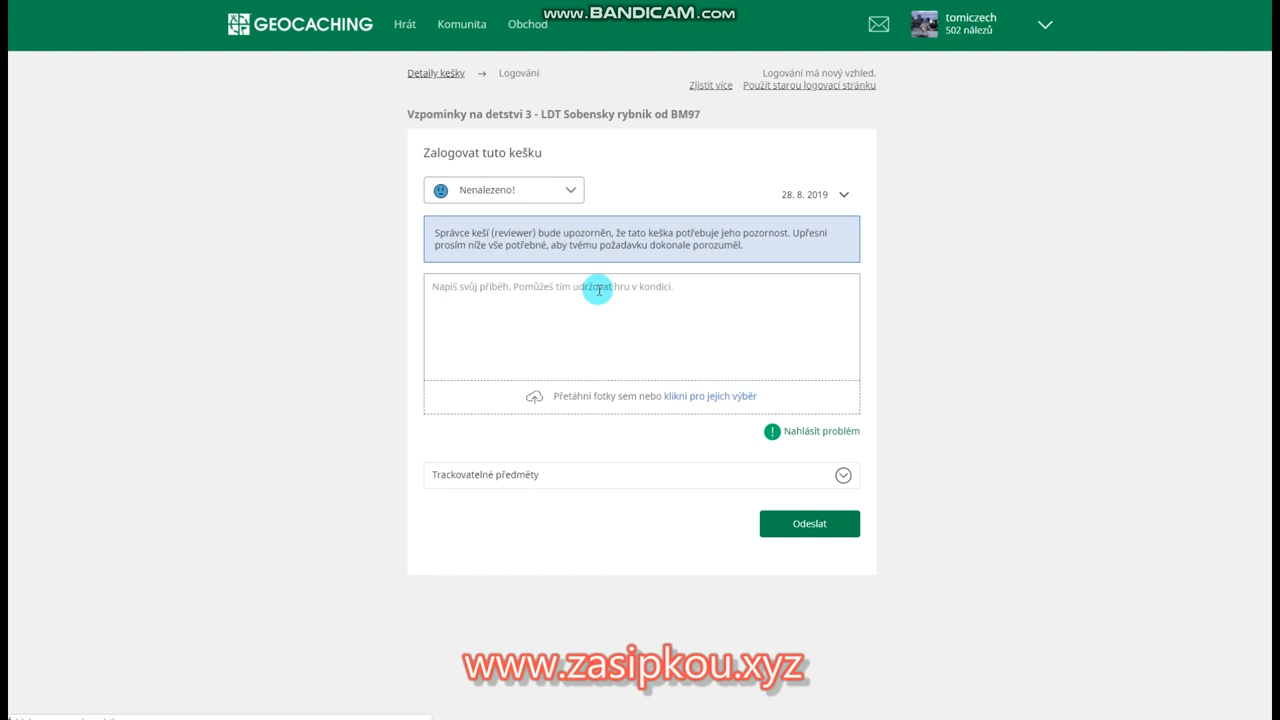 www.BANDICAM.com
GEOCACHING Hrát Komunita Obchod
tomiczech
502 nálezů
Detaily kešky → Logování
Logování má nový vzhled.
Zjistit více Použít starou logovací stránku
Vzpominky na detstvi 3 - LDT Sobensky rybnik od BM97
Zalogovat tuto kešku
Nenalezeno!
28. 8. 2019
Správce keší (reviewer) bude upozorněn, že tato keška potřebuje jeho pozornost. Upřesni
prosím níže vše potřebné, aby tvému požadavku dokonale porozuměl.
Napiš svůj příběh. Pomůžeš tím udržovat hru v kondici.
Přetáhni fotky sem nebo klikni pro jejich výběr
! Nahlásit problém
Trackovatelné předměty
Odeslat
www.zasipkou.xyz